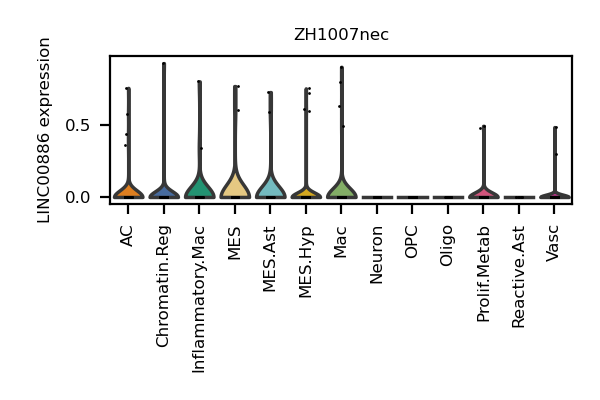 ZH1007nec
LINC00886 expression
0.5
0.0
AC
Chromatin.Reg
Inflammatory.Mac
MES
MES.Ast
MES.Hyp
Mac
Neuron
OPC
Oligo
Prolif.Metab
Reactive.Ast
Vasc